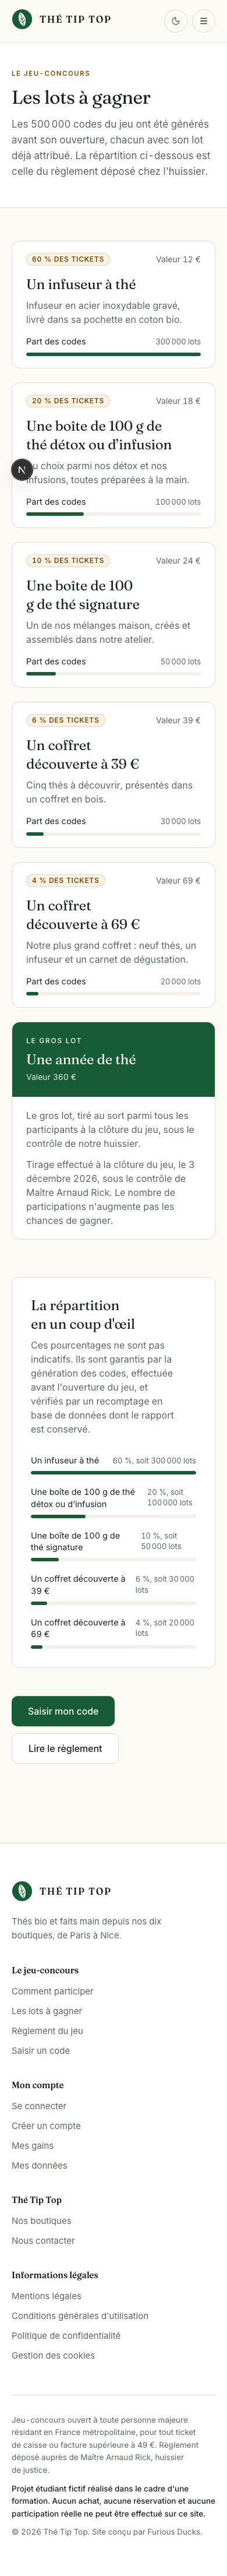 THÉ TIP TOP
LE JEU-CONCOURS
Les lots à gagner
Les 500 000 codes du jeu ont été générés
avant son ouverture, chacun avec son lot
déjà attribué. La répartition ci-dessous est
celle du règlement déposé chez l'huissier.
60 % DES TICKETS
Valeur 12 €
Un infuseur à thé
Infuseur en acier inoxydable gravé,
livré dans sa pochette en coton bio.
Part des codes
300 000 lots
20 % DES TICKETS
Valeur 18 €
Une boîte de 100 g de
thé détox ou d'infusion
N
choix parmi nos détox et nos
infusions, toutes préparées à la main.
Part des codes
100 000 lots
10 % DES TICKETS
Valeur 24 €
Une boîte de 100
g de thé signature
Un de nos mélanges maison, créés et
assemblés dans notre atelier.
Part des codes
50 000 lots
6 % DES TICKETS
Valeur 39 €
Un coffret
découverte à 39 €
Cinq thés à découvrir, présentés dans
un coffret en bois.
Part des codes
30 000 lots
4 % DES TICKETS
Valeur 69 €
Un coffret
découverte à 69 €
Notre plus grand coffret : neuf thés, un
infuseur et un carnet de dégustation.
Part des codes
20 000 lots
LE GROS LOT
Une année de thé
Valeur 360 €
Le gros lot, tiré au sort parmi tous les
participants à la clôture du jeu, sous le
contrôle de notre huissier.
Tirage effectué à la clôture du jeu, le 3
décembre 2026, sous le contrôle de
Maître Arnaud Rick. Le nombre de
participations n'augmente pas les
chances de gagner.
La répartition
en un coup d'œil
Ces pourcentages ne sont pas
indicatifs. Ils sont garantis par la
génération des codes, effectuée
avant l'ouverture du jeu, et
vérifiés par un recomptage en
base de données dont le rapport
est conservé.
Un infuseur à thé
60 %, soit 300 000 lots
Une boîte de 100 g de thé
détox ou d'infusion
20 %, soit
100 000 lots
Une boîte de 100 g de
thé signature
10 %, soit
50 000 lots
Un coffret découverte à
39 €
6 %, soit 30 000
lots
Un coffret découverte à
69 €
4 %, soit 20 000
lots
Saisir mon code
Lire le règlement
THÉ TIP TOP
Thés bio et faits main depuis nos dix
boutiques, de Paris à Nice.
Le jeu-concours
Comment participer
Les lots à gagner
Règlement du jeu
Saisir un code
Mon compte
Se connecter
Créer un compte
Mes gains
Mes données
Thé Tip Top
Nos boutiques
Nous contacter
Informations légales
Mentions légales
Conditions générales d'utilisation
Politique de confidentialité
Gestion des cookies
Jeu-concours ouvert à toute personne majeure
résidant en France métropolitaine, pour tout ticket
de caisse ou facture supérieure à 49 €. Règlement
déposé auprès de Maître Arnaud Rick, huissier
de justice.
Projet étudiant fictif réalisé dans le cadre d'une
formation. Aucun achat, aucune réservation et aucune
participation réelle ne peut être effectué sur ce site.
© 2026 Thé Tip Top. Site conçu par Furious Ducks.